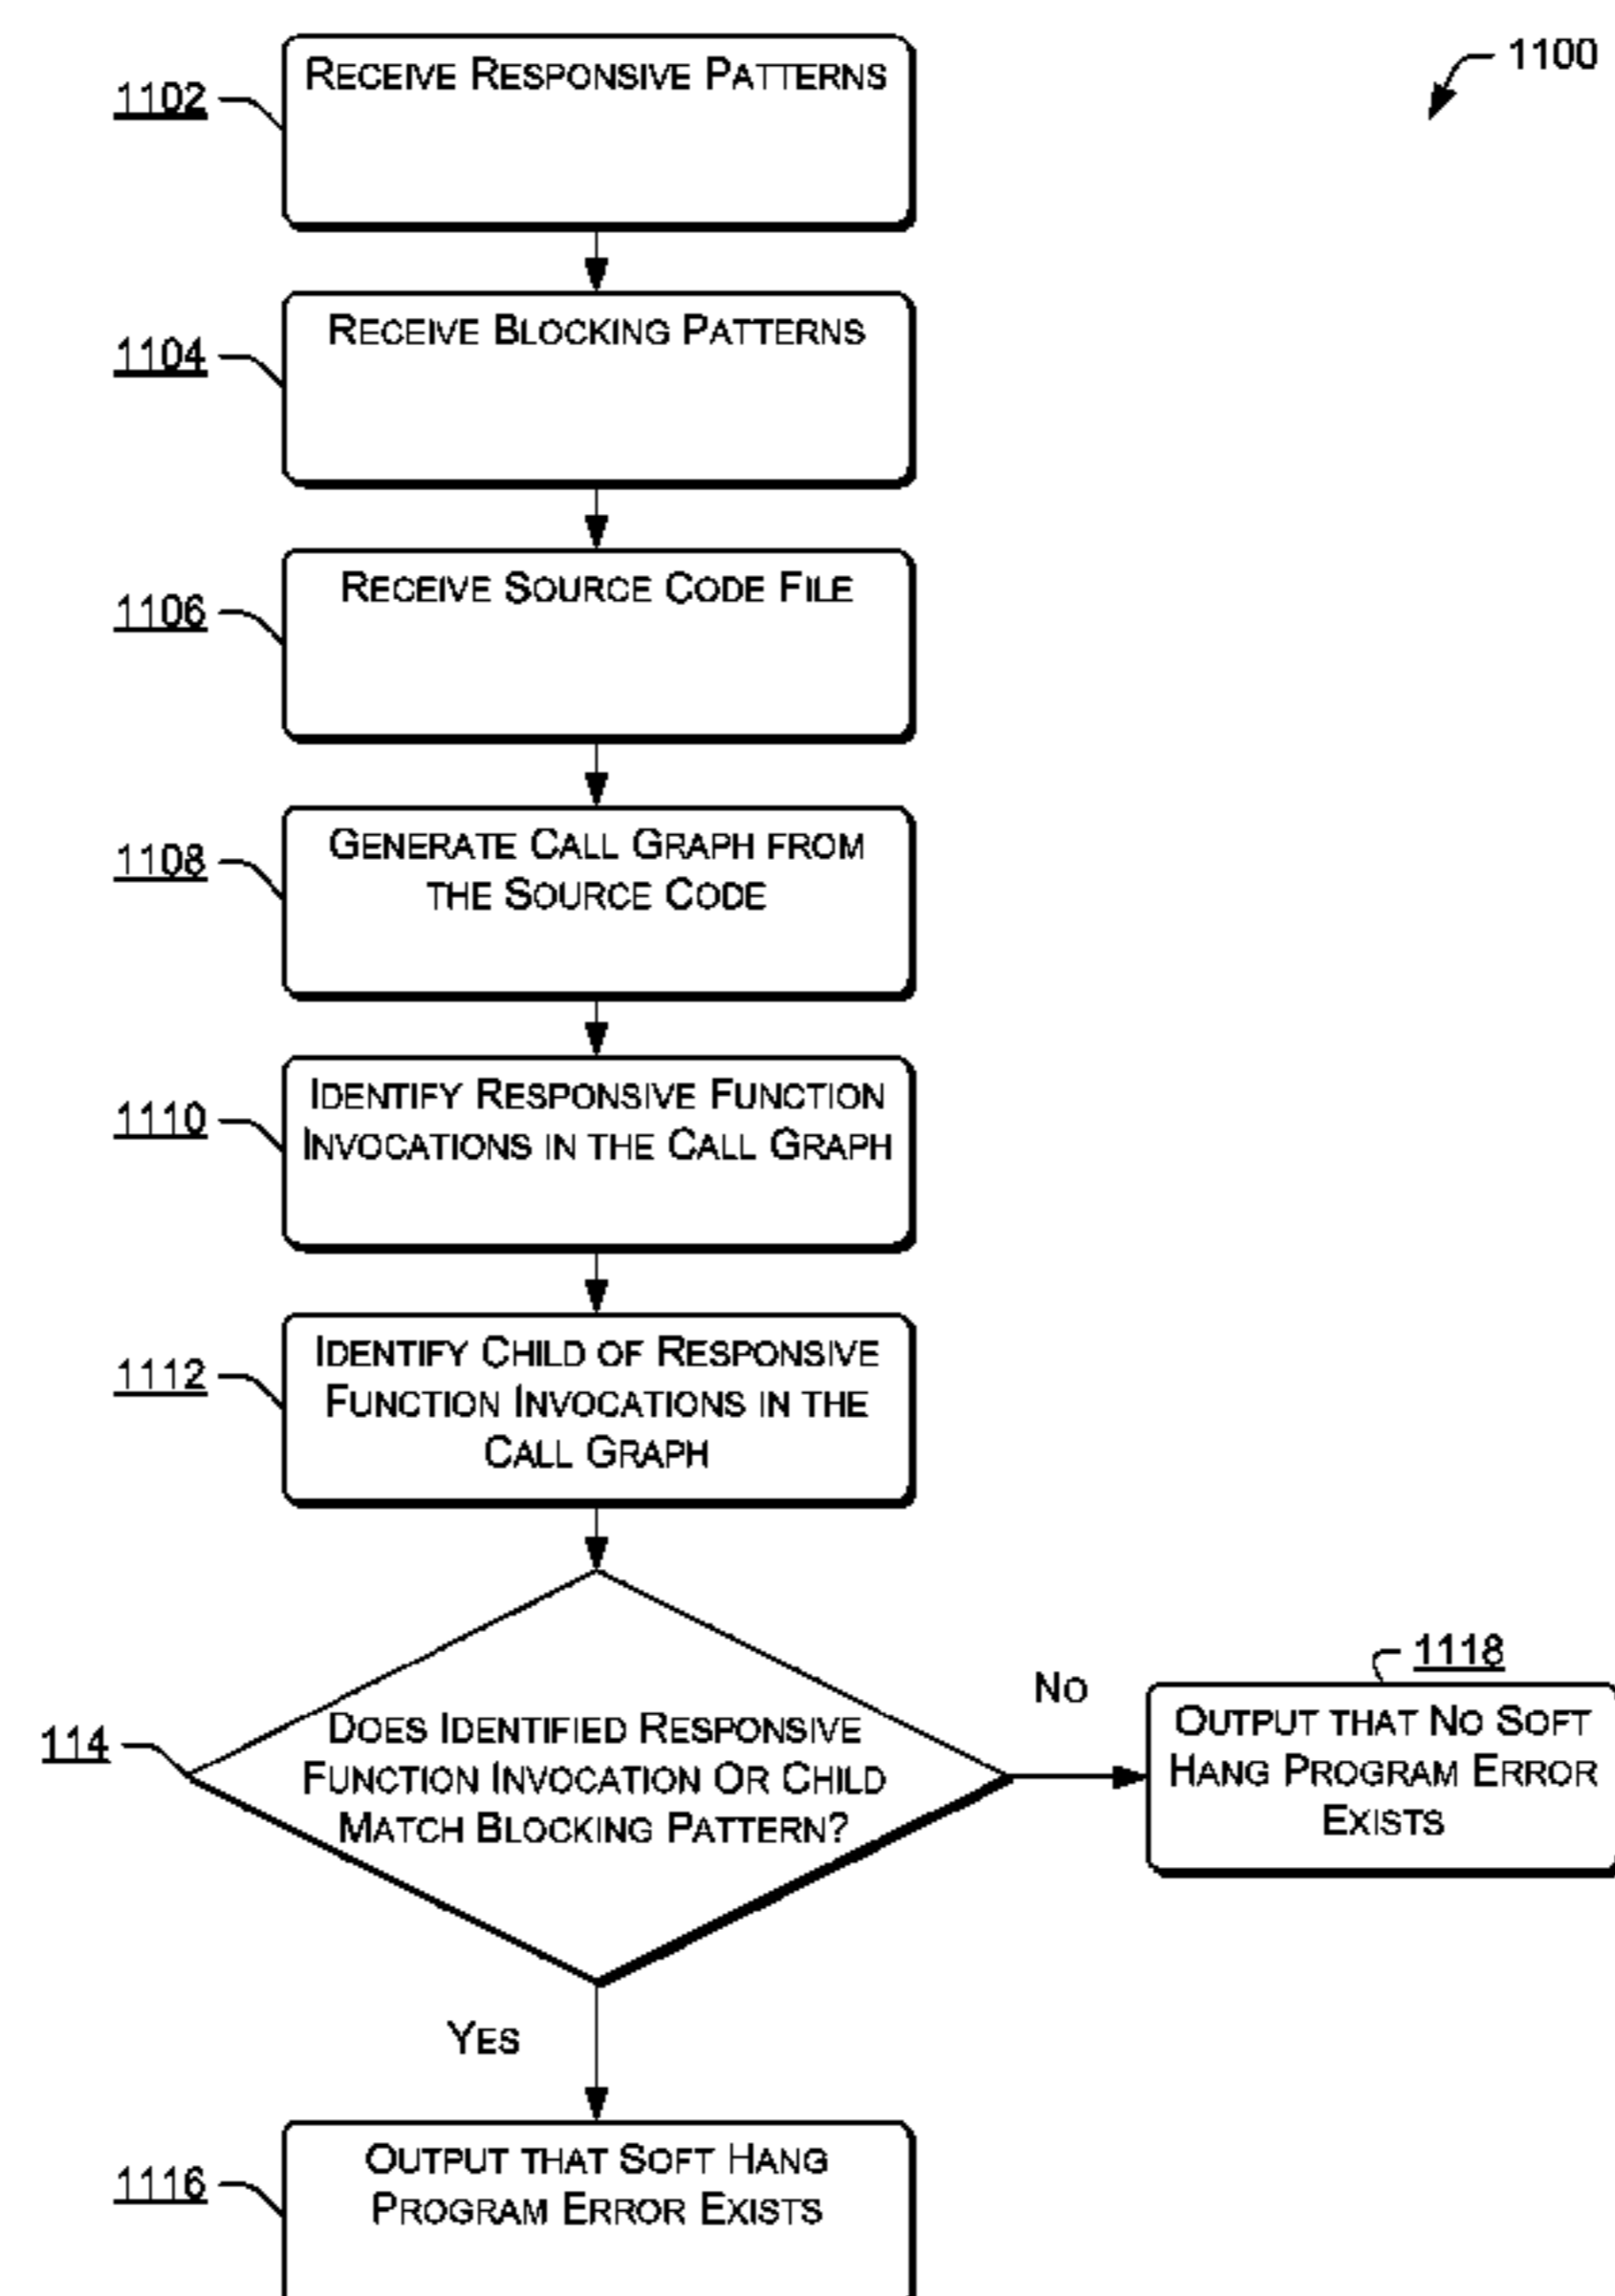 1100
1102
RECEIVE RESPONSIVE PATTERNS
1104
RECEIVE BLOCKING PATTERNS
1106
RECEIVE SOURCE CODE FILE
1108
GENERATE CALL GRAPH FROM
THE SOURCE CODE
1110
IDENTIFY RESPONSIVE FUNCTION
INVOCATIONS IN THE CALL GRAPH
1112
IDENTIFY CHILD OF RESPONSIVE
FUNCTION INVOCATIONS IN THE
CALL GRAPH
114
DOES IDENTIFIED RESPONSIVE
FUNCTION INVOCATION OR CHILD
MATCH BLOCKING PATTERN?
NO
1118
OUTPUT THAT NO SOFT
HANG PROGRAM ERROR
EXISTS
YES
1116
OUTPUT THAT SOFT HANG
PROGRAM ERROR EXISTS